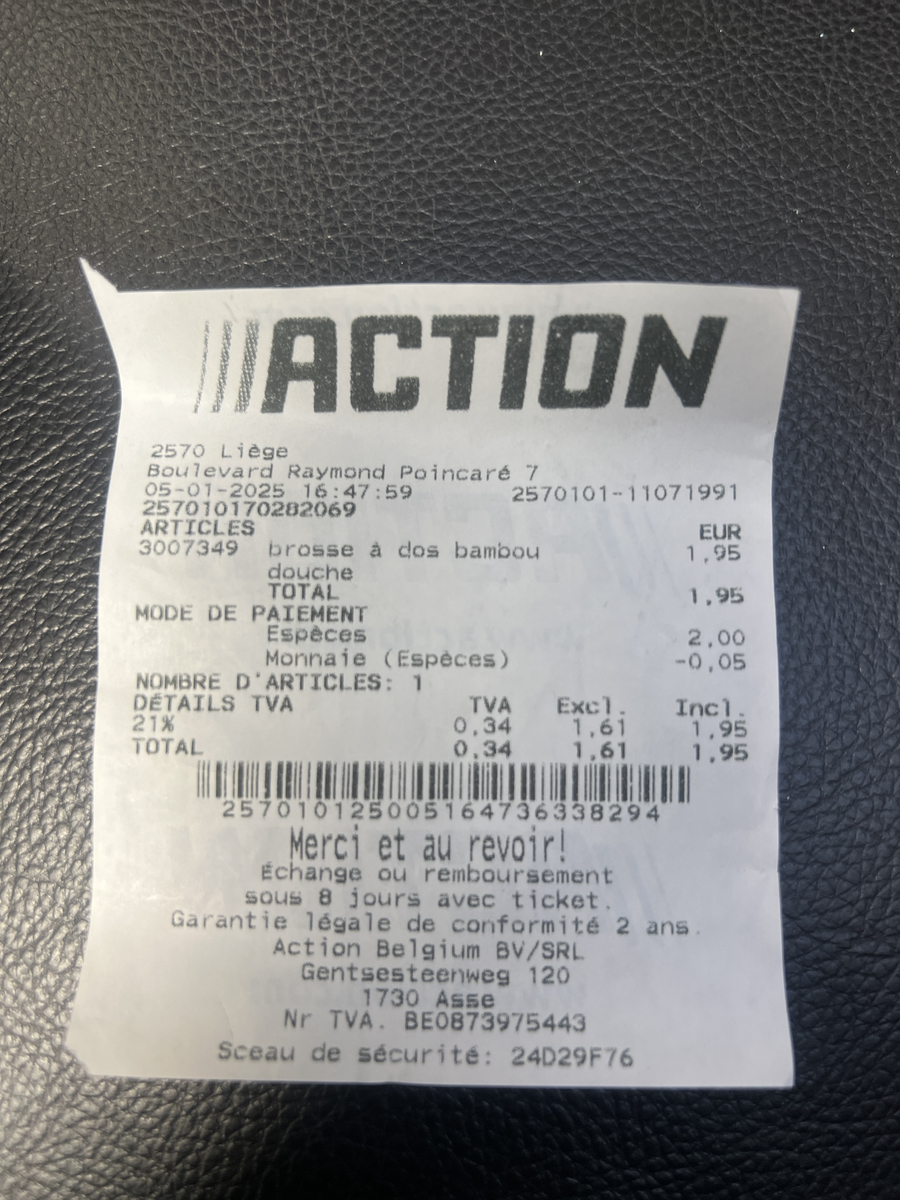 ACTION
2570 Liège
Boulevard Raymond Poincaré 7
05-01-2025 16:47:59 2570101-11071991
257010170282069
ARTICLES EUR
3007349 brosse à dos bambou 1,95
douche
TOTAL 1,95
MODE DE PAIEMENT
Espèces 2,00
Monnaie (Espèces) -0,05
NOMBRE D'ARTICLES: 1
DÉTAILS TVA TVA Excl. Incl.
21% 0,34 1,61 1,95
TOTAL 0,34 1,61 1,95
257010125005164736338294
Merci et au revoir!
Échange ou remboursement
sous 8 jours avec ticket.
Garantie légale de conformité 2 ans.
Action Belgium BV/SRL
Gentsesteenweg 120
1730 Asse
Nr TVA. BE0873975443
Sceau de sécurité: 24D29F76